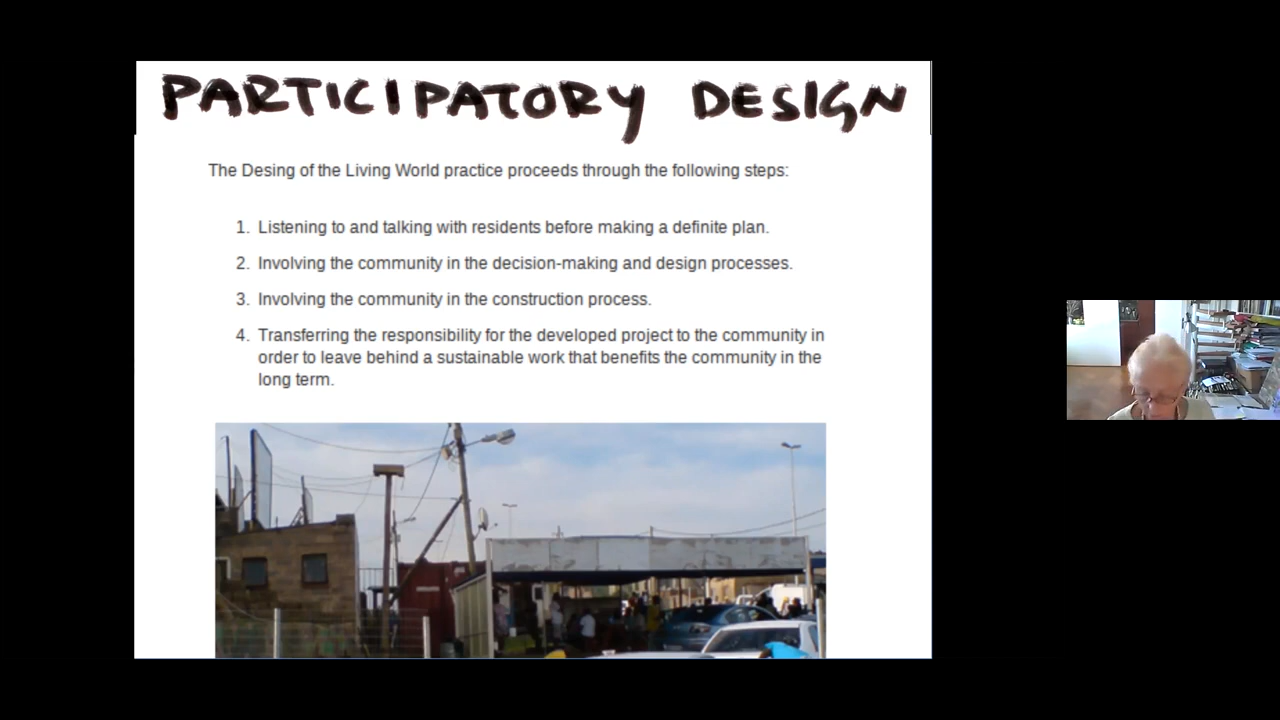 PARTICIPATORY DESIGN
The Desing of the Living World practice proceeds through the following steps:
1. Listening to and talking with residents before making a definite plan.
2. Involving the community in the decision-making and design processes.
3. Involving the community in the construction process.
4. Transferring the responsibility for the developed project to the community in
order to leave behind a sustainable work that benefits the community in the
long term.